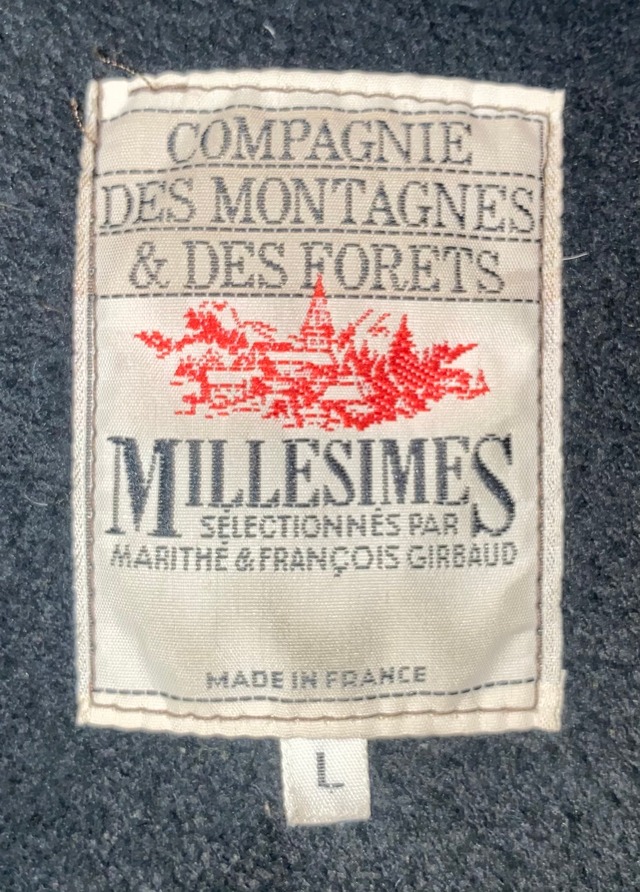 COMPAGNIE
DES MONTAGNES
& DES FORETS
MILLESIMES
SÉLECTIONNÉS PAR
MARITHÉ & FRANÇOIS GIRBAUD
MADE IN FRANCE
L